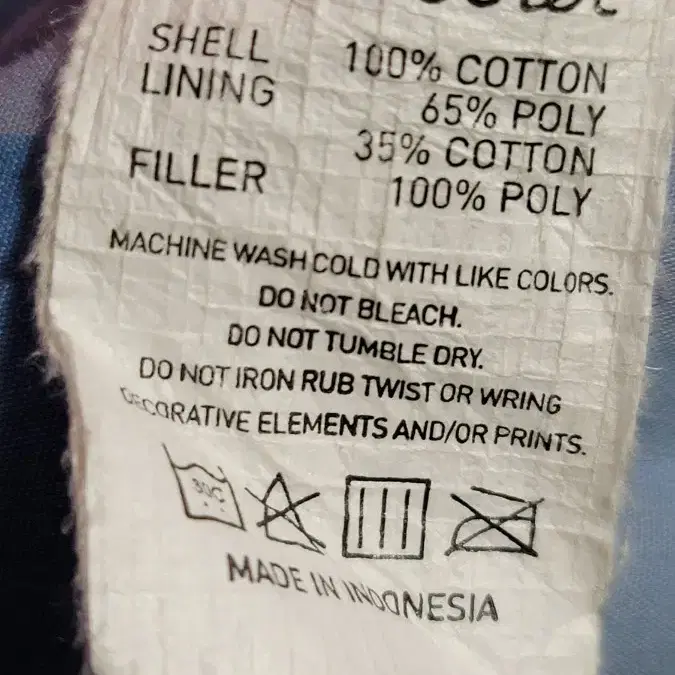 SHELL 100% COTTON
LINING 65% POLY
35% COTTON
FILLER 100% POLY
MACHINE WASH COLD WITH LIKE COLORS.
DO NOT BLEACH.
DO NOT TUMBLE DRY.
DO NOT IRON RUB TWIST OR WRING
DECORATIVE ELEMENTS AND/OR PRINTS.
30C
MADE IN INDONESIA